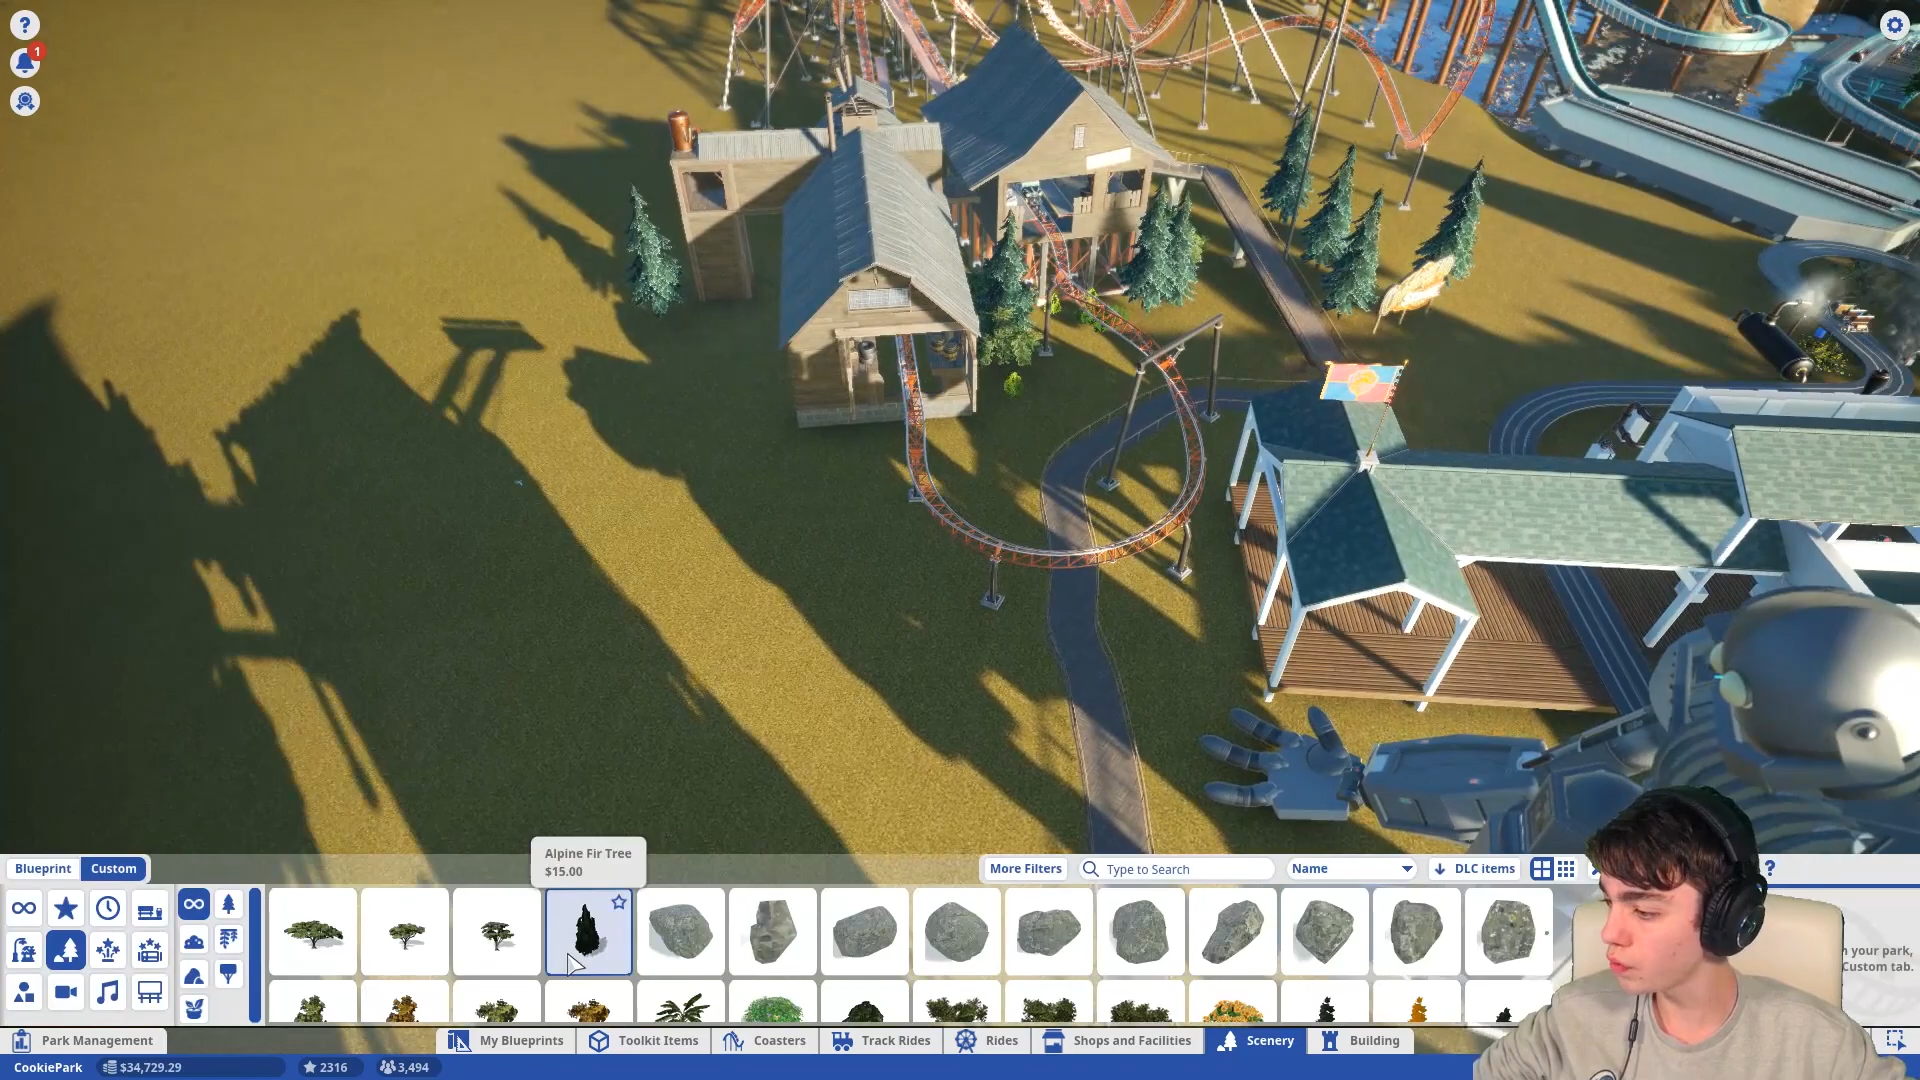 ?
1
Alpine Fir Tree
$15.00
Blueprint
Custom
More Filters
Type to Search
Name
DLC items
?
your park,
Custom tab.
Park Management
My Blueprints
Toolkit Items
Coasters
Track Rides
Rides
Shops and Facilities
Scenery
Building
CookiePark
$34,729.29
2316
3,494